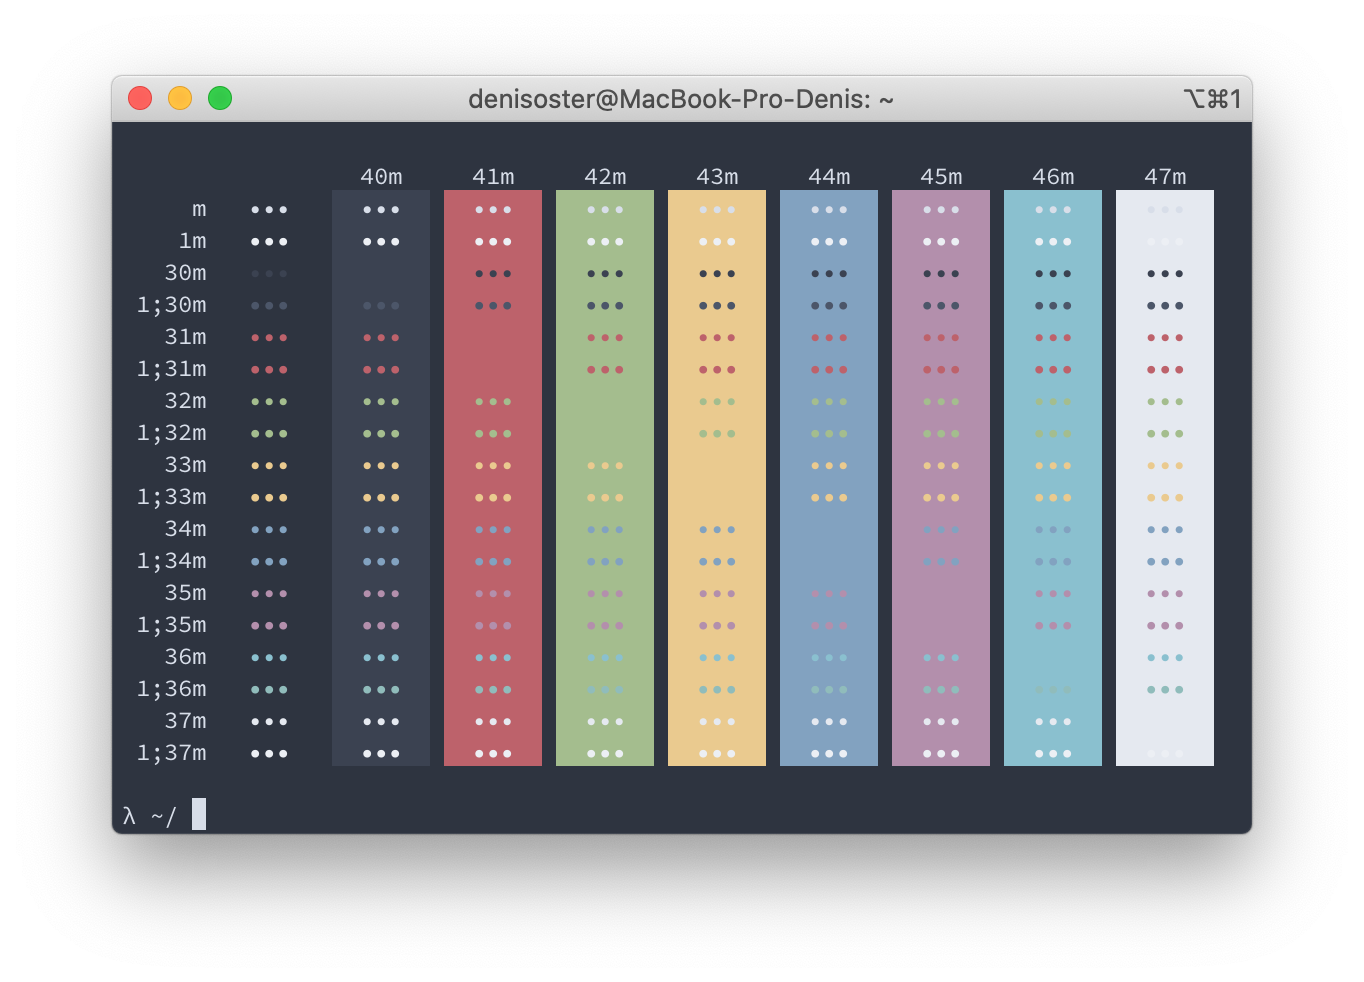 denisoster@MacBook-Pro-Denis: ~ ⌥⌘1
40m 41m 42m 43m 44m 45m 46m 47m
m ••• ••• ••• ••• ••• ••• ••• ••• •••
1m ••• ••• ••• ••• ••• ••• ••• ••• •••
30m ••• ••• ••• ••• ••• ••• ••• •••
1;30m ••• ••• ••• ••• ••• ••• ••• ••• •••
31m ••• ••• ••• ••• ••• ••• ••• •••
1;31m ••• ••• ••• ••• ••• ••• ••• •••
32m ••• ••• ••• ••• ••• ••• ••• •••
1;32m ••• ••• ••• ••• ••• ••• ••• •••
33m ••• ••• ••• ••• ••• ••• ••• •••
1;33m ••• ••• ••• ••• ••• ••• ••• •••
34m ••• ••• ••• ••• ••• ••• ••• •••
1;34m ••• ••• ••• ••• ••• ••• ••• •••
35m ••• ••• ••• ••• ••• ••• ••• •••
1;35m ••• ••• ••• ••• ••• ••• ••• •••
36m ••• ••• ••• ••• ••• ••• ••• •••
1;36m ••• ••• ••• ••• ••• ••• ••• ••• •••
37m ••• ••• ••• ••• ••• ••• ••• •••
1;37m ••• ••• ••• ••• ••• ••• ••• ••• •••
λ ~/